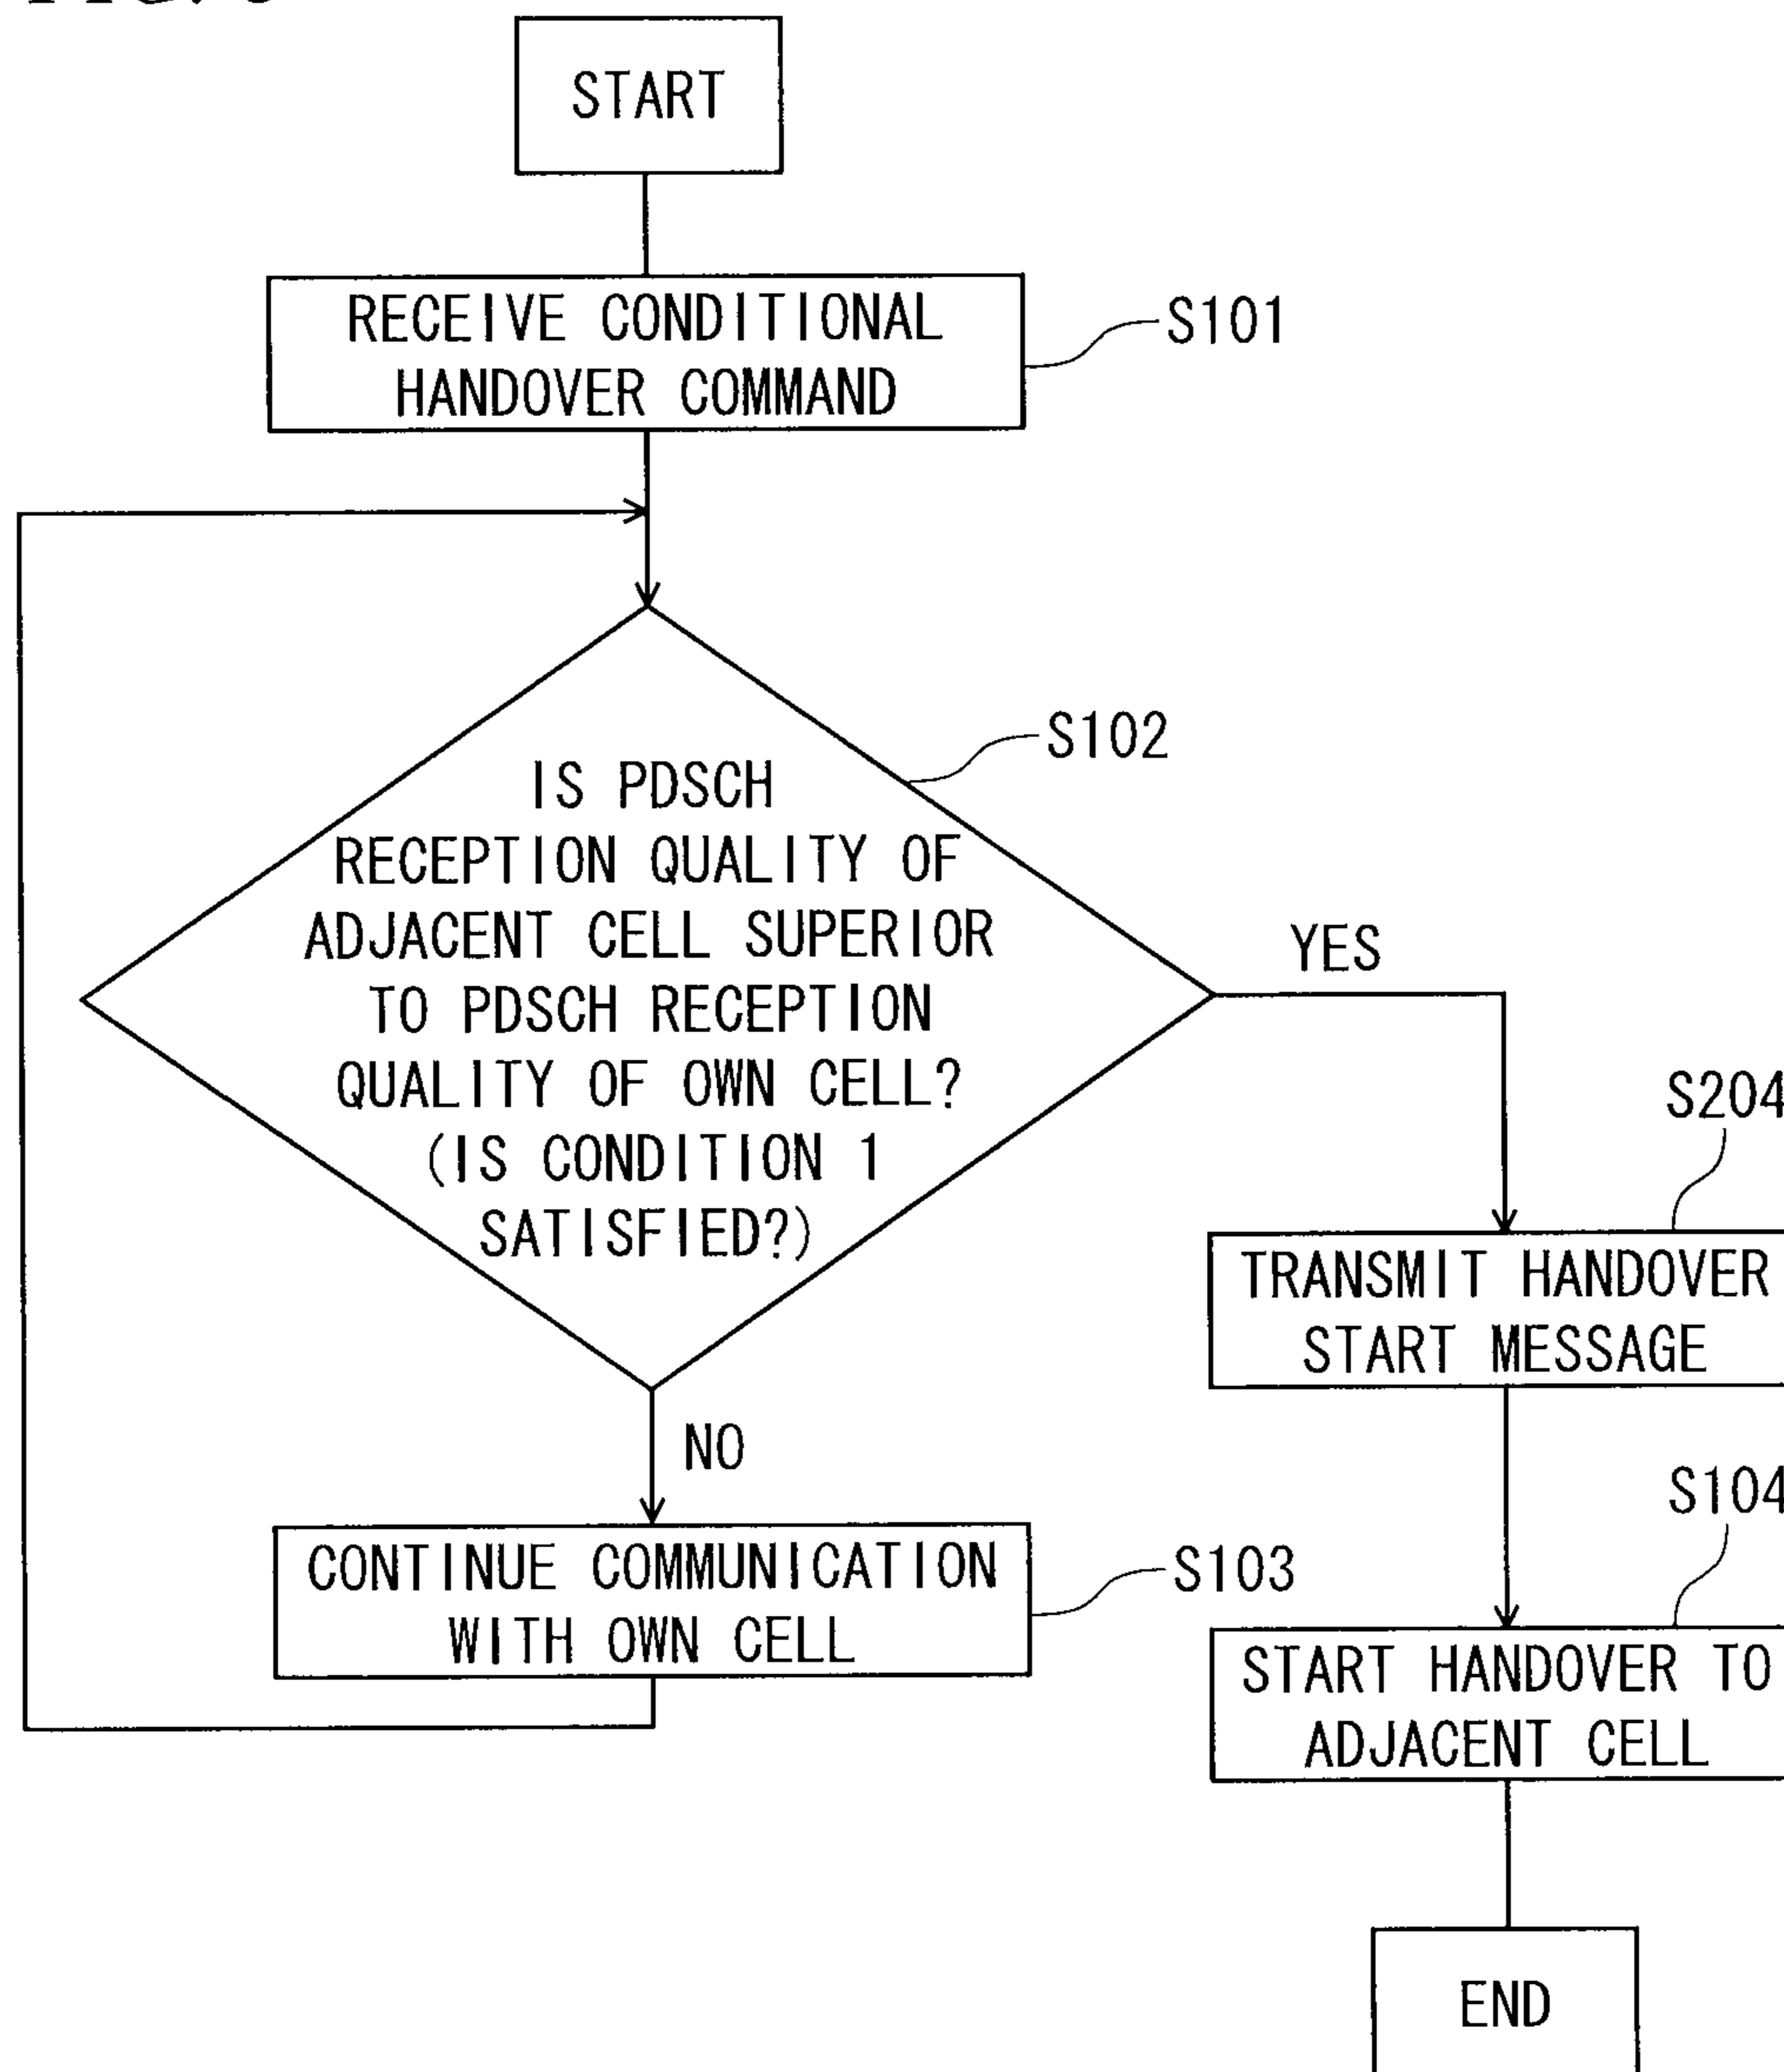 START
RECEIVE CONDITIONAL
HANDOVER COMMAND
S101
S102
IS PDSCH
RECEPTION QUALITY OF
ADJACENT CELL SUPERIOR
TO PDSCH RECEPTION
QUALITY OF OWN CELL?
(IS CONDITION 1
SATISFIED?)
YES
S204
TRANSMIT HANDOVER
START MESSAGE
NO
S104
CONTINUE COMMUNICATION
WITH OWN CELL
S103
START HANDOVER TO
ADJACENT CELL
END